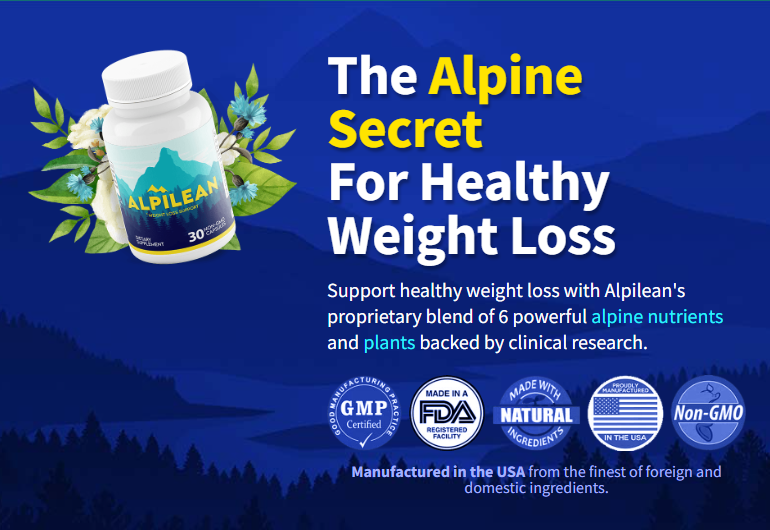 The Alpine
Secret
For Healthy
Weight Loss
Support healthy weight loss with Alpilean's
proprietary blend of 6 powerful alpine nutrients
and plants backed by clinical research.
ALPILEAN
WEIGHT LOSS SUPPORT
DIETARY
SUPPLEMENT
30 NON-GMO
CAPSULES
GOOD MANUFACTURING PRACTICE
GMP
Certified
MADE IN A
FDA
REGISTERED
FACILITY
MADE WITH
NATURAL
INGREDIENTS
PROUDLY
MANUFACTURED
IN THE USA
Non-GMO
Manufactured in the USA from the finest of foreign and
domestic ingredients.